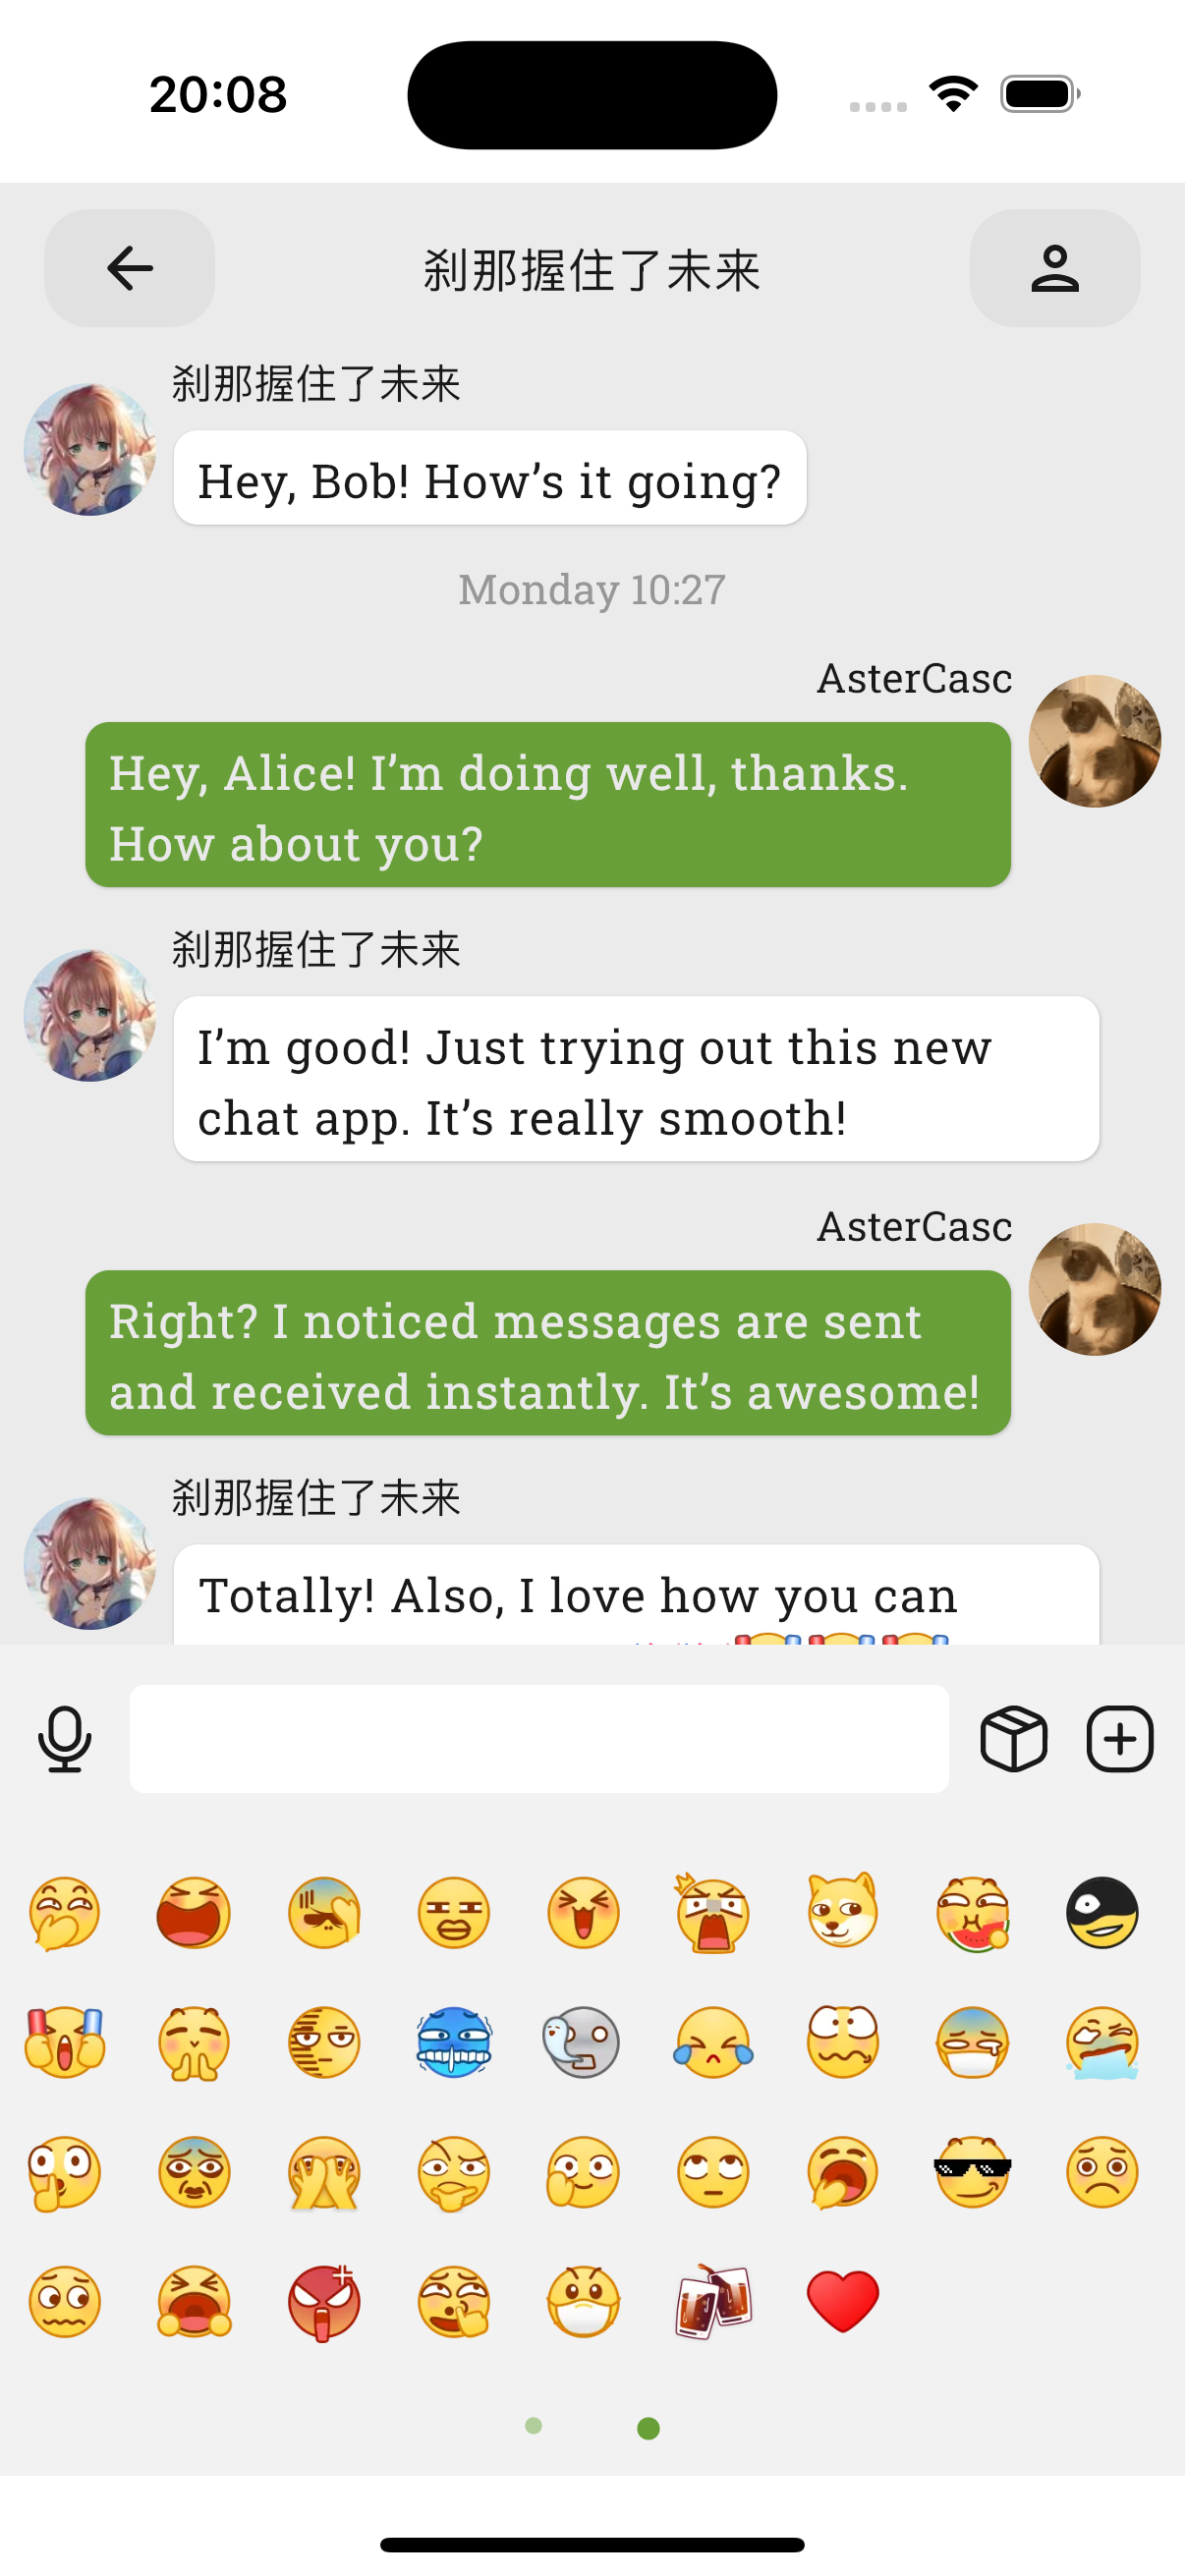 20:08
刹那握住了未来
刹那握住了未来
Hey, Bob! How’s it going?
Monday 10:27
AsterCasc
Hey, Alice! I’m doing well, thanks.
How about you?
刹那握住了未来
I’m good! Just trying out this new
chat app. It’s really smooth!
AsterCasc
Right? I noticed messages are sent
and received instantly. It’s awesome!
刹那握住了未来
Totally! Also, I love how you can